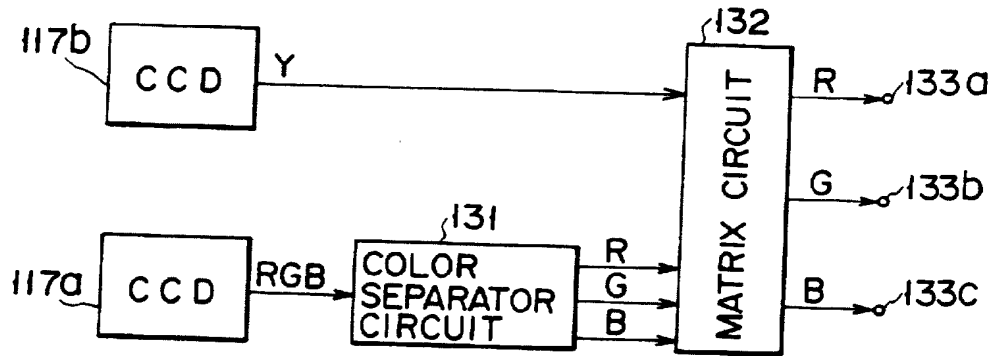 117b
CCD
Y
132
MATRIX CIRCUIT
R
133a
G
133b
B
133c
131
117a
CCD
RGB
COLOR
SEPARATOR
CIRCUIT
R
G
B